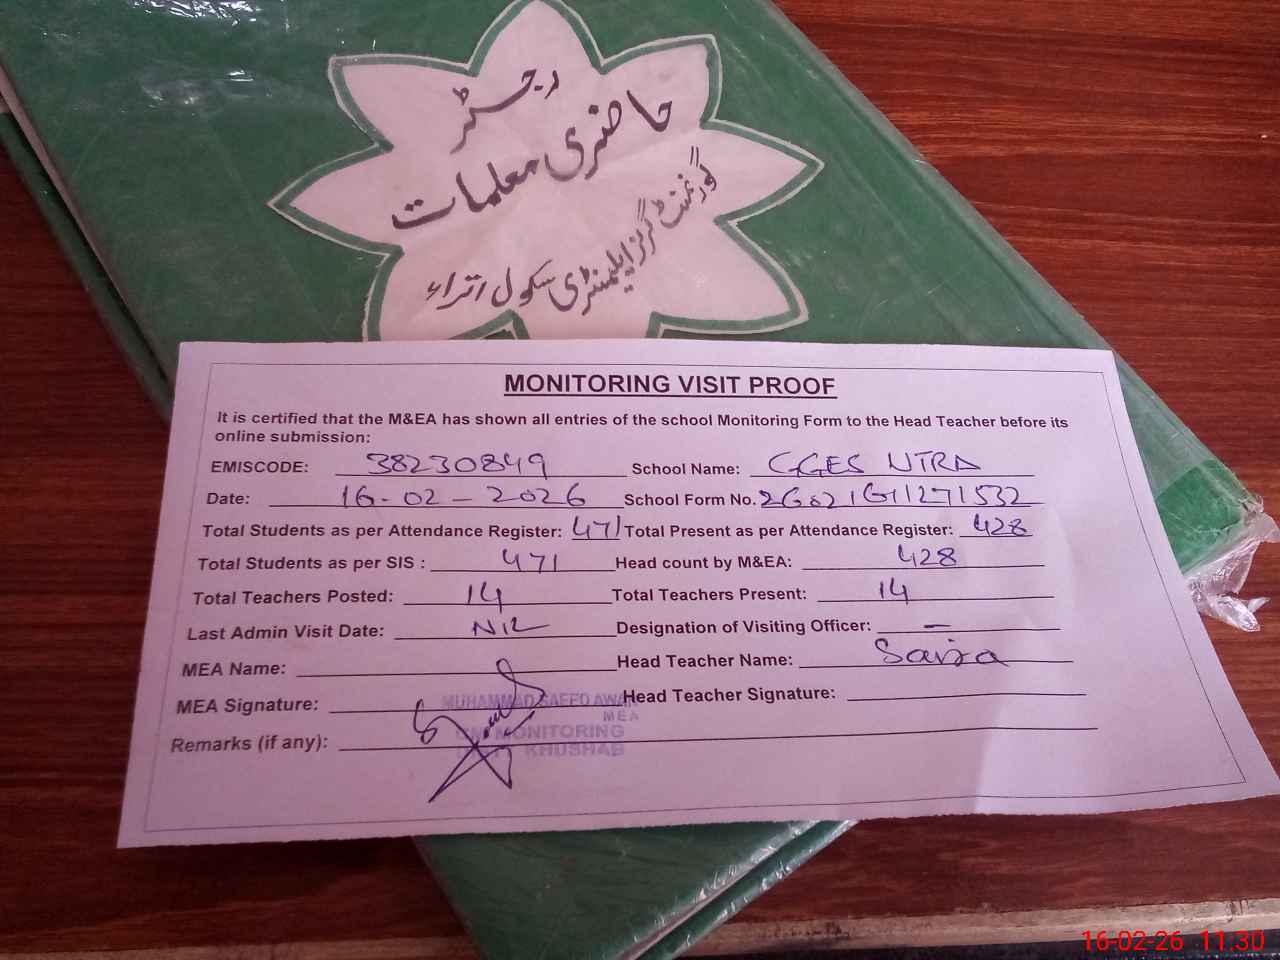 رجسٹر
حاضری معلمات
گورنمنٹ گرلز ایلیمنٹری سکول اتراء
MONITORING VISIT PROOF
It is certified that the M&EA has shown all entries of the school Monitoring Form to the Head Teacher before its
online submission:
EMISCODE: 38230849 School Name: GGES UTRA
Date: 16-02-2026 School Form No.
Total Students as per Attendance Register: 471 Total Present as per Attendance Register: 428
Total Students as per SIS : 471 Head count by M&EA: 428
Total Teachers Posted: 14 Total Teachers Present: 14
Last Admin Visit Date: NIL Designation of Visiting Officer: —
MEA Name: Head Teacher Name: Saira
MEA Signature: Head Teacher Signature:
MUHAMMAD SAEED AWAN
MEA
MONITORING
KHUSHAB
Remarks (if any):
16-02-26 11:30